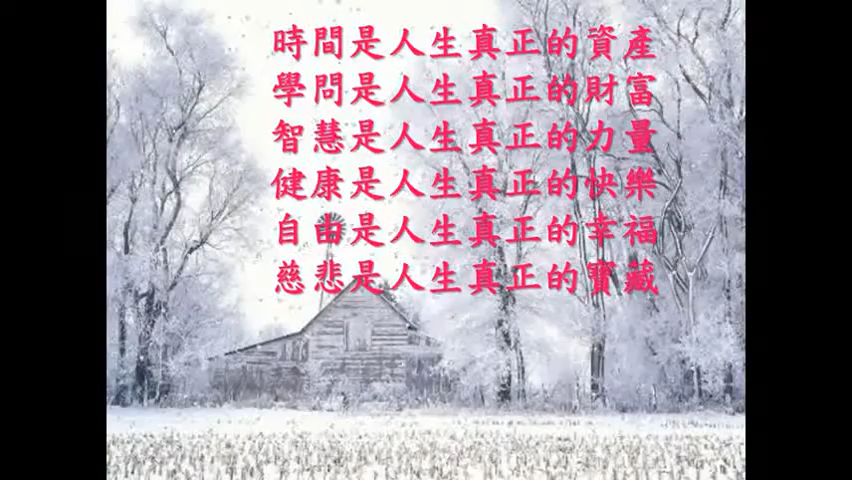 時間是人生真正的資產
學問是人生真正的財富
智慧是人生真正的力量
健康是人生真正的快樂
自由是人生真正的幸福
慈悲是人生真正的寶藏